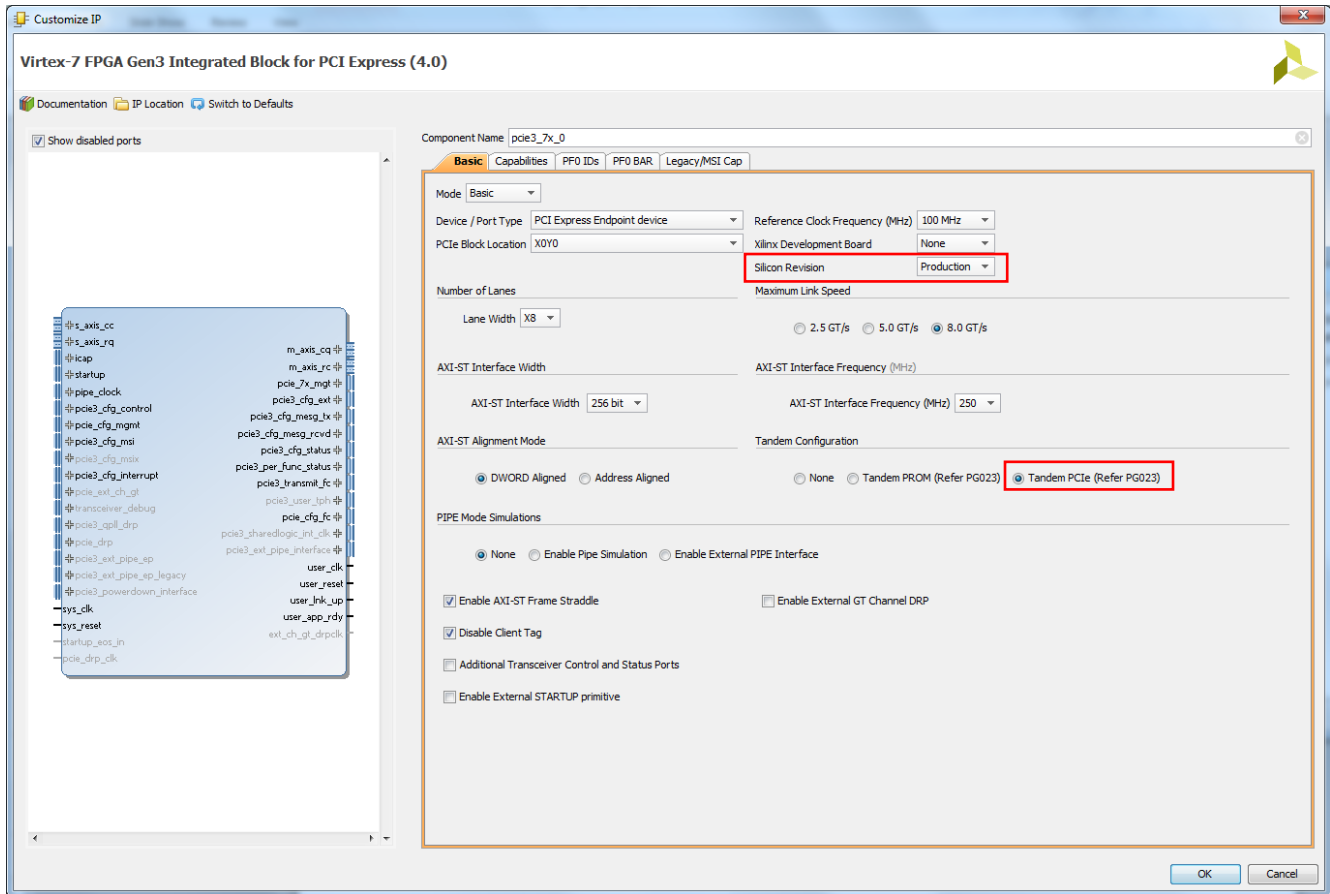 Customize IP
Virtex-7 FPGA Gen3 Integrated Block for PCI Express (4.0)
Documentation IP Location Switch to Defaults
Show disabled ports
s_axis_cc
s_axis_rq
icap
startup
pipe_clock
pcie3_cfg_control
pcie_cfg_mgmt
pcie3_cfg_msi
pcie3_cfg_msix
pcie3_cfg_interrupt
pcie_ext_ch_gt
transceiver_debug
pcie3_qpll_drp
pcie_drp
pcie3_ext_pipe_ep
pcie3_ext_pipe_ep_legacy
pcie3_powerdown_interface
sys_clk
sys_reset
startup_eos_in
pcie_drp_clk
m_axis_cq
m_axis_rc
pcie_7x_mgt
pcie3_cfg_ext
pcie3_cfg_mesg_tx
pcie3_cfg_mesg_rcvd
pcie3_cfg_status
pcie3_per_func_status
pcie3_transmit_fc
pcie3_user_tph
pcie_cfg_fc
pcie3_sharedlogic_int_clk
pcie3_ext_pipe_interface
user_clk
user_reset
user_lnk_up
user_app_rdy
ext_ch_gt_drpclk
Component Name pcie3_7x_0
Basic Capabilities PF0 IDs PF0 BAR Legacy/MSI Cap
Mode Basic
Device / Port Type PCI Express Endpoint device Reference Clock Frequency (MHz) 100 MHz
PCIe Block Location X0Y0 Xilinx Development Board None
Silicon Revision Production
Number of Lanes Maximum Link Speed
Lane Width X8 2.5 GT/s 5.0 GT/s 8.0 GT/s
AXI-ST Interface Width AXI-ST Interface Frequency (MHz)
AXI-ST Interface Width 256 bit AXI-ST Interface Frequency (MHz) 250
AXI-ST Alignment Mode Tandem Configuration
DWORD Aligned Address Aligned None Tandem PROM (Refer PG023) Tandem PCIe (Refer PG023)
PIPE Mode Simulations
None Enable Pipe Simulation Enable External PIPE Interface
Enable AXI-ST Frame Straddle Enable External GT Channel DRP
Disable Client Tag
Additional Transceiver Control and Status Ports
Enable External STARTUP primitive
OK Cancel